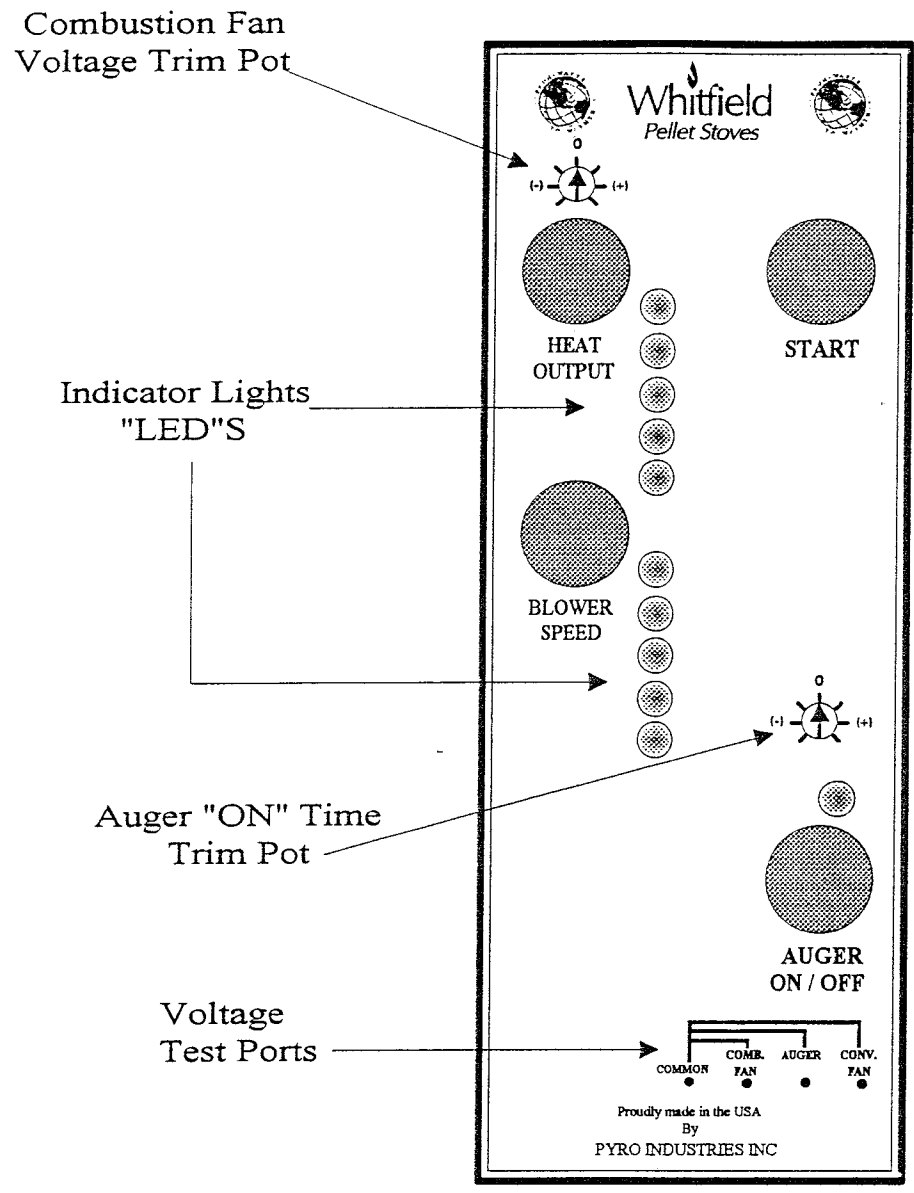 Combustion Fan
Voltage Trim Pot
Whitfield
Pellet Stoves
O
(-)
(+)
HEAT
OUTPUT
START
Indicator Lights
"LED"S
BLOWER
SPEED
O
(-)
(+)
Auger "ON" Time
Trim Pot
AUGER
ON / OFF
Voltage
Test Ports
COMMON
COMB.
FAN
AUGER
CONV.
FAN
Proudly made in the USA
By
PYRO INDUSTRIES INC